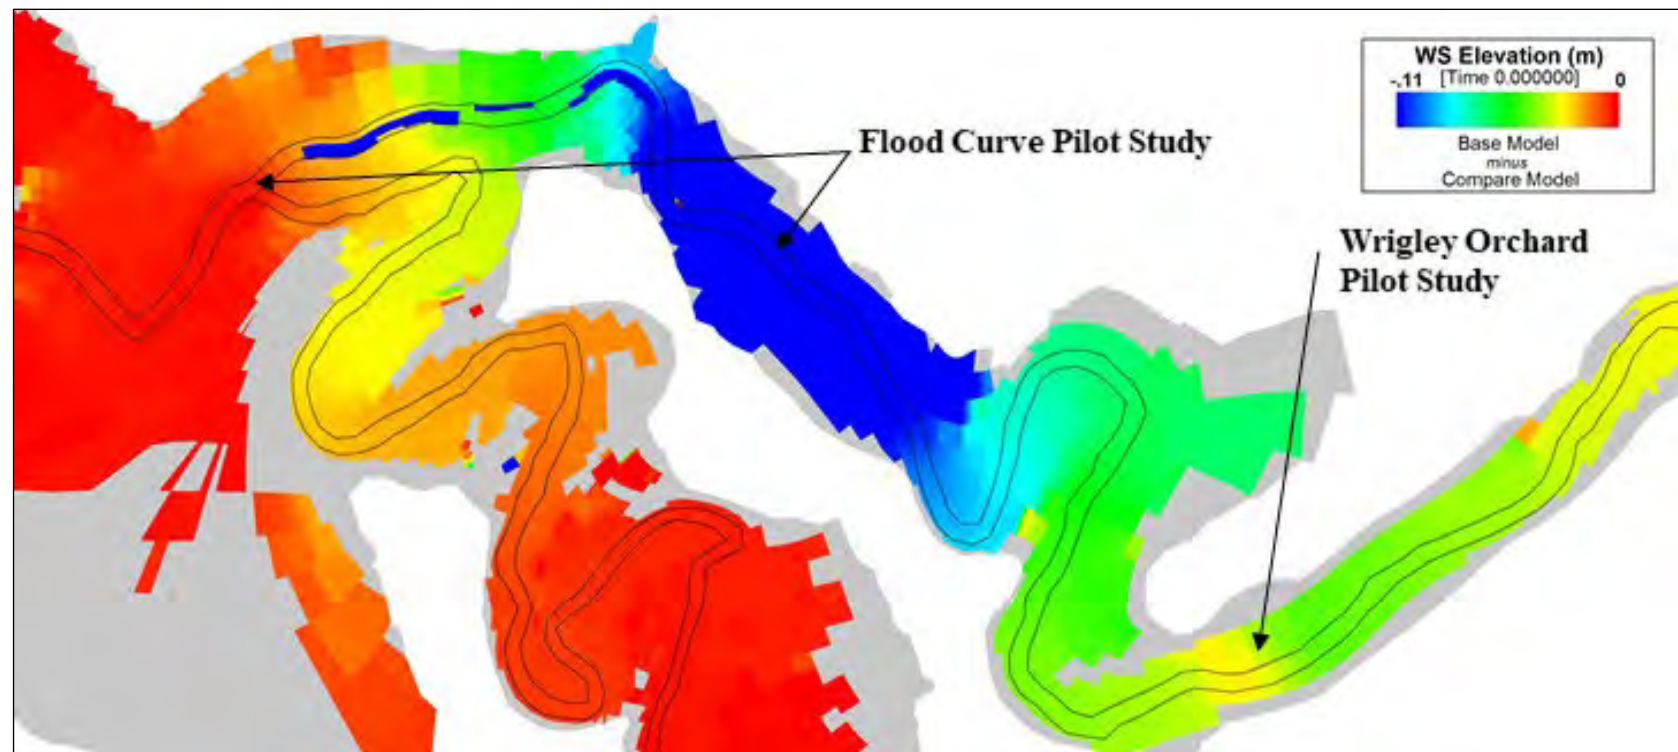 WS Elevation (m)
-.11 [Time 0.000000] 0
Base Model
minus
Compare Model
Flood Curve Pilot Study
Wrigley Orchard
Pilot Study